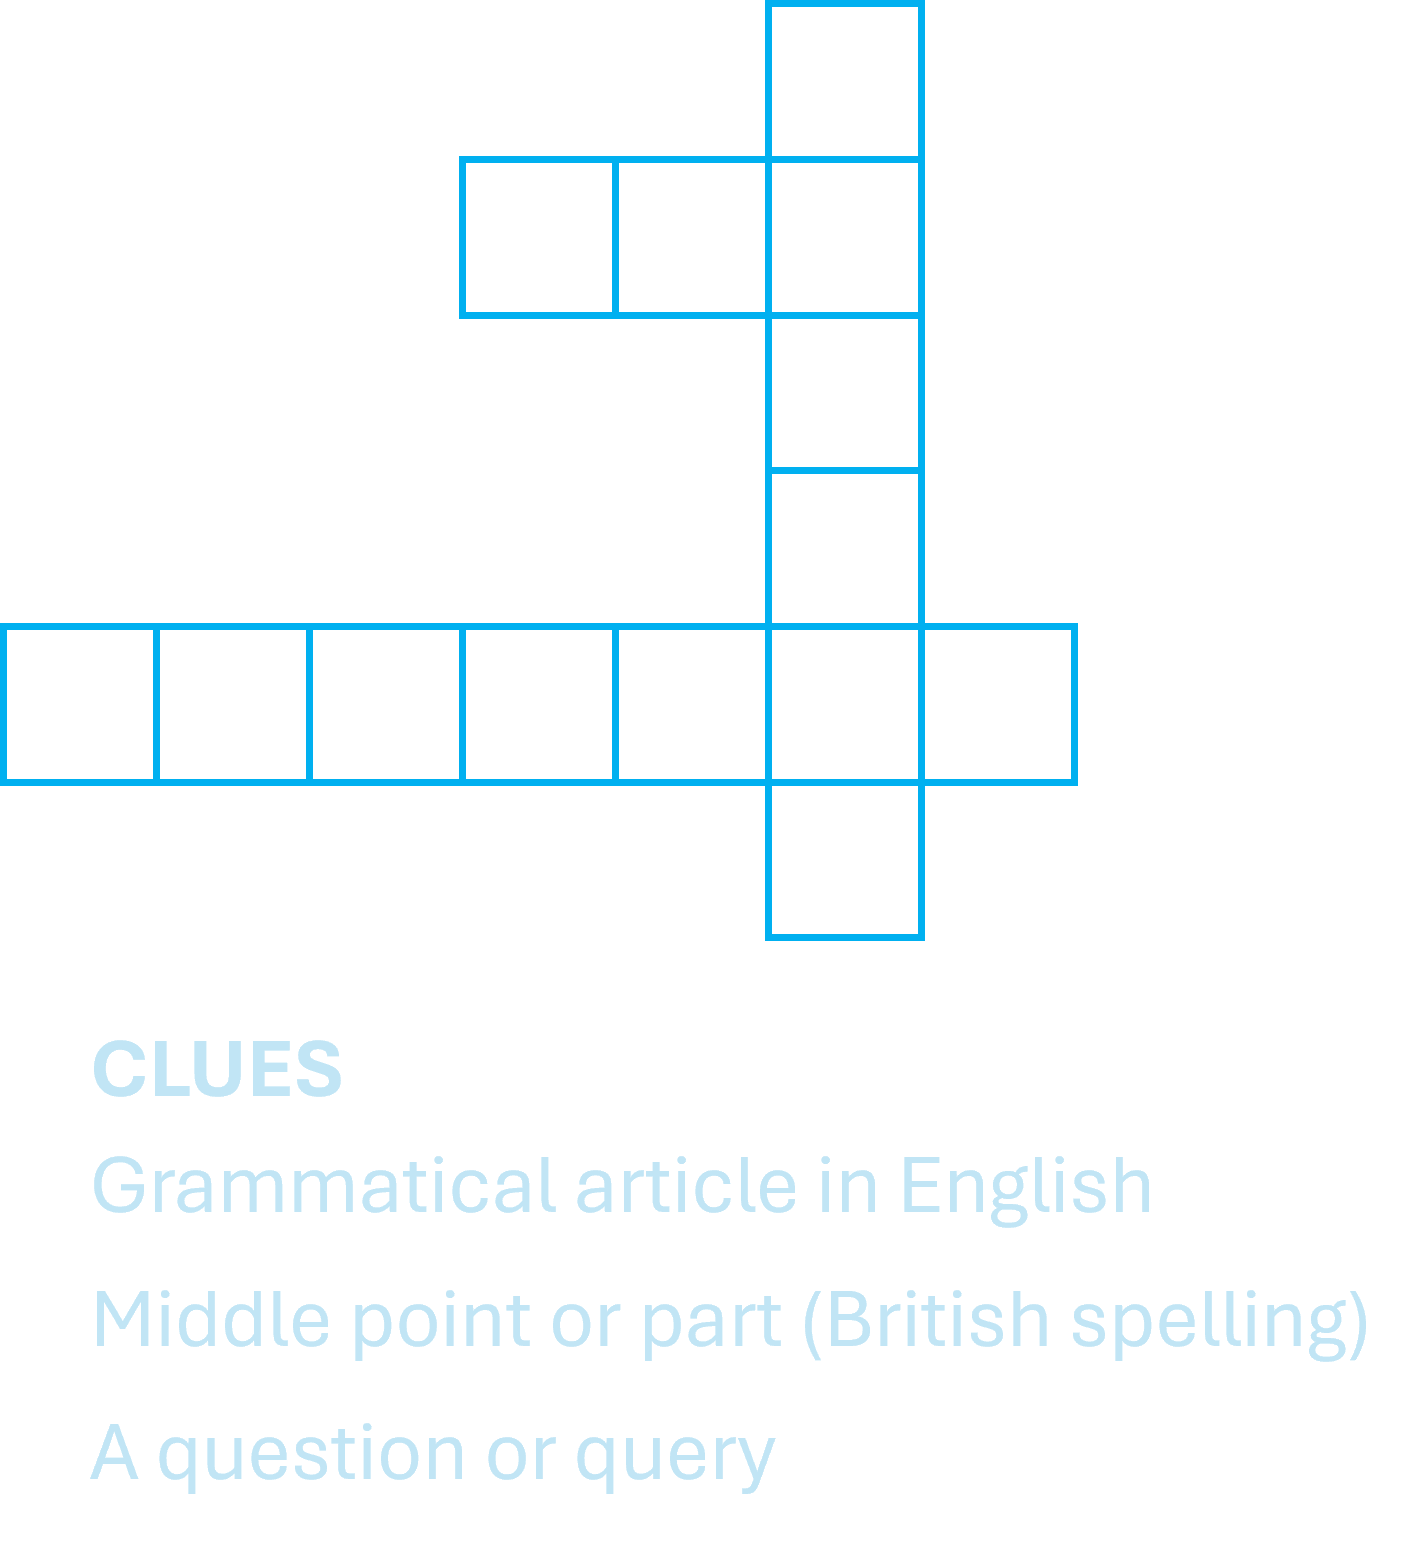 CLUES
Grammatical article in English
Middle point or part (British spelling)
A question or query